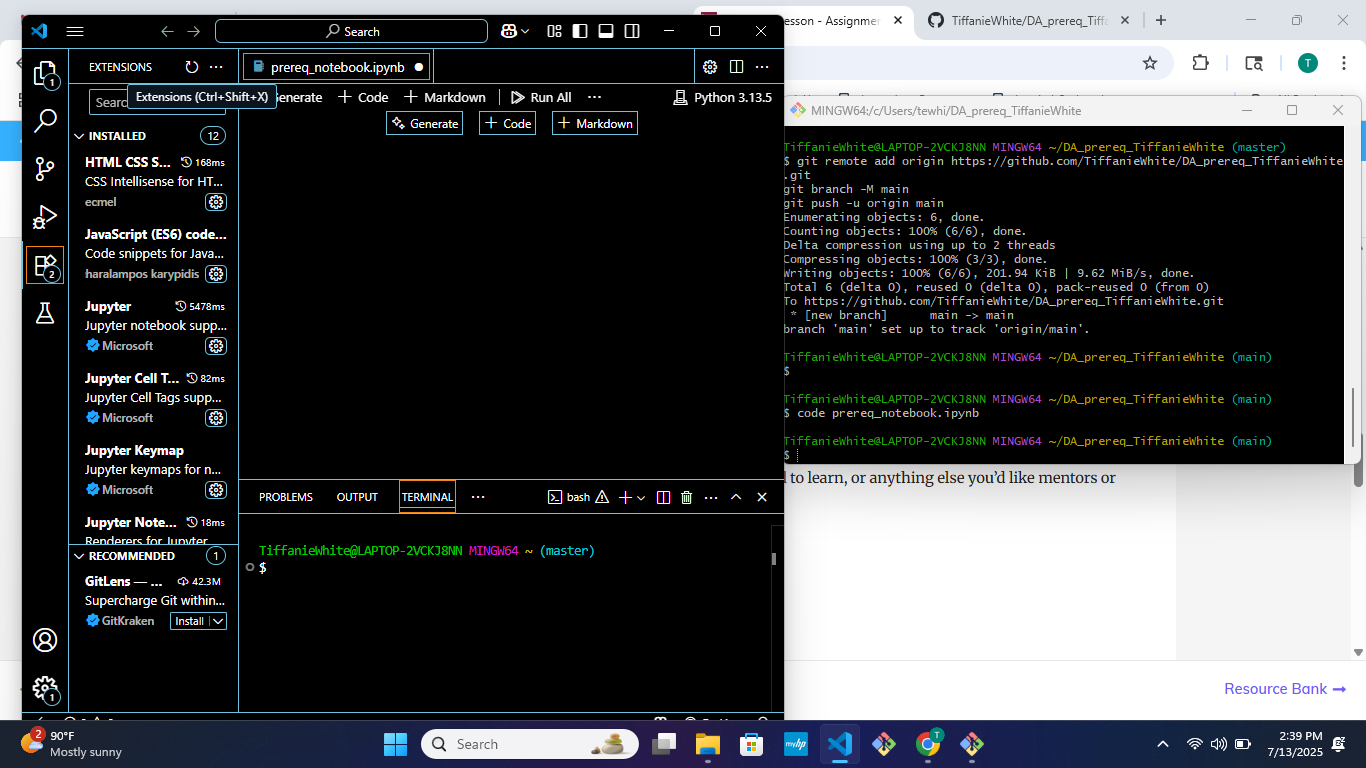 esson - Assignmen
TiffanieWhite/DA_prereq_Tiffa
Search
EXTENSIONS
prereq_notebook.ipynb
Extensions (Ctrl+Shift+X)
Sear
enerate
Code
Markdown
Run All
Python 3.13.5
Generate
Code
Markdown
INSTALLED
12
HTML CSS S...
168ms
CSS Intellisense for HT...
ecmel
JavaScript (ES6) code...
Code snippets for Java...
haralampos karypidis
Jupyter
5478ms
Jupyter notebook supp...
Microsoft
Jupyter Cell T...
82ms
Jupyter Cell Tags supp...
Microsoft
Jupyter Keymap
Jupyter keymaps for n...
Microsoft
Jupyter Note...
18ms
Renderers for Jupyter
RECOMMENDED
1
GitLens — ...
42.3M
Supercharge Git within...
GitKraken
Install
1
2
1
PROBLEMS
OUTPUT
TERMINAL
bash
TiffanieWhite@LAPTOP-2VCKJ8NN MINGW64 ~ (master)
$
T
MINGW64:/c/Users/tewhi/DA_prereq_TiffanieWhite
TiffanieWhite@LAPTOP-2VCKJ8NN MINGW64 ~/DA_prereq_TiffanieWhite (master)
$ git remote add origin https://github.com/TiffanieWhite/DA_prereq_TiffanieWhite
.git
git branch -M main
git push -u origin main
Enumerating objects: 6, done.
Counting objects: 100% (6/6), done.
Delta compression using up to 2 threads
Compressing objects: 100% (3/3), done.
Writing objects: 100% (6/6), 201.94 KiB | 9.62 MiB/s, done.
Total 6 (delta 0), reused 0 (delta 0), pack-reused 0 (from 0)
To https://github.com/TiffanieWhite/DA_prereq_TiffanieWhite.git
* [new branch] main -> main
branch 'main' set up to track 'origin/main'.
TiffanieWhite@LAPTOP-2VCKJ8NN MINGW64 ~/DA_prereq_TiffanieWhite (main)
$
TiffanieWhite@LAPTOP-2VCKJ8NN MINGW64 ~/DA_prereq_TiffanieWhite (main)
$ code prereq_notebook.ipynb
TiffanieWhite@LAPTOP-2VCKJ8NN MINGW64 ~/DA_prereq_TiffanieWhite (main)
$
to learn, or anything else you'd like mentors or
Resource Bank
2
90°F
Mostly sunny
Search
myhp
T
2:39 PM
7/13/2025